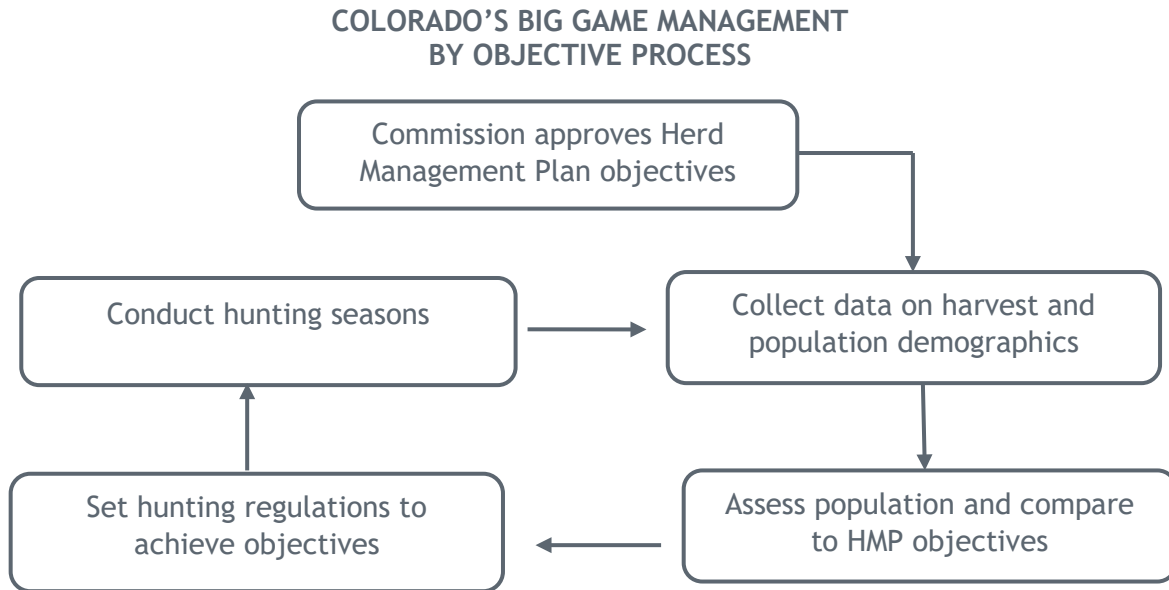 COLORADO’S BIG GAME MANAGEMENT
BY OBJECTIVE PROCESS
Commission approves Herd
Management Plan objectives
Conduct hunting seasons
Collect data on harvest and
population demographics
Set hunting regulations to
achieve objectives
Assess population and compare
to HMP objectives